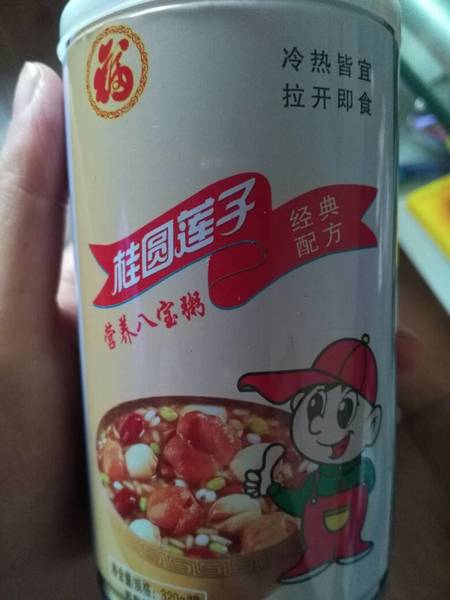 福
冷热皆宜
拉开即食
桂圆莲子
经典
配方
营养八宝粥